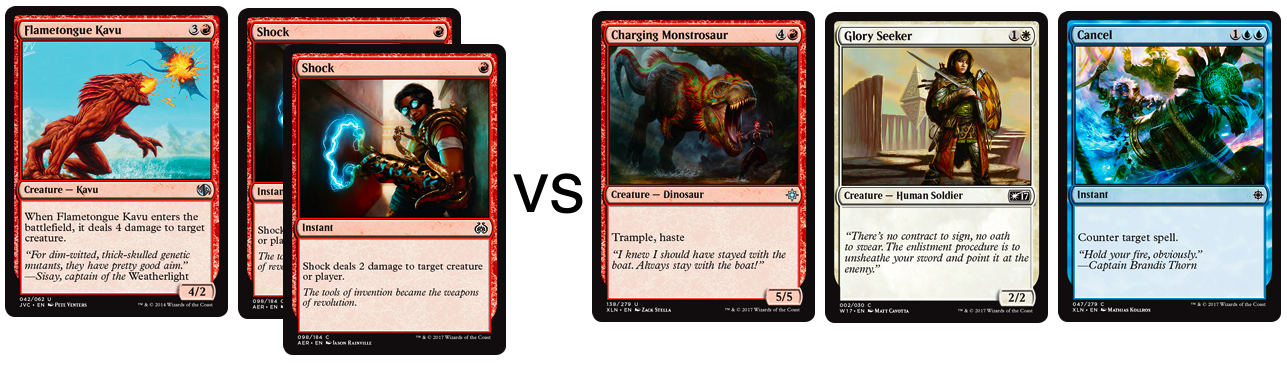 Flametongue Kavu
Creature — Kavu
When Flametongue Kavu enters the
battlefield, it deals 4 damage to target
creature.
“For dim-witted, thick-skulled genetic
mutants, they have pretty good aim.”
—Sisay, captain of the Weatherlight
4/2
042/062 U
JVC • EN PETE VENTERS
™ & © 2014 Wizards of the Coast
Shock
Instan
Shock
or pla
The to
of revo
098/184 C
AER • EN
Shock
Instant
Shock deals 2 damage to target creature
or player.
The tools of invention became the weapons
of revolution.
098/184 C
AER • EN JASON RAINVILLE
™ & © 2017 Wizards of the Coast
vs
Charging Monstrosaur
Creature — Dinosaur
Trample, haste
“I knew I should have stayed with the
boat. Always stay with the boat!”
5/5
138/279 U
XLN • EN ZACK STELLA
™ & © 2017 Wizards of the Coast
Glory Seeker
Creature — Human Soldier
“There’s no contract to sign, no oath
to swear. The enlistment procedure is to
unsheathe your sword and point it at the
enemy.”
2/2
002/030 C
W17 • EN MATT CAVOTTA
™ & © 2017 Wizards of the Coast
Cancel
Instant
Counter target spell.
“Hold your fire, obviously.”
—Captain Brandis Thorn
047/279 C
XLN • EN MATHIAS KOLLROS
™ & © 2017 Wizards of the Coast